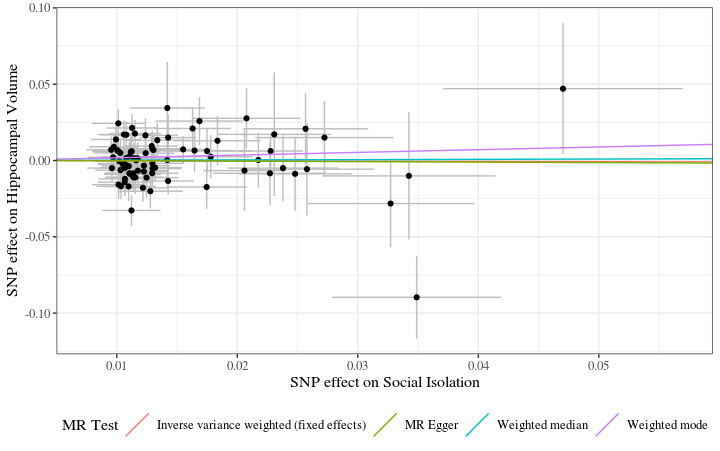 0.10
0.05
0.00
-0.05
-0.10
SNP effect on Hippocampal Volume
0.01 0.02 0.03 0.04 0.05
SNP effect on Social Isolation
MR Test Inverse variance weighted (fixed effects) MR Egger Weighted median Weighted mode